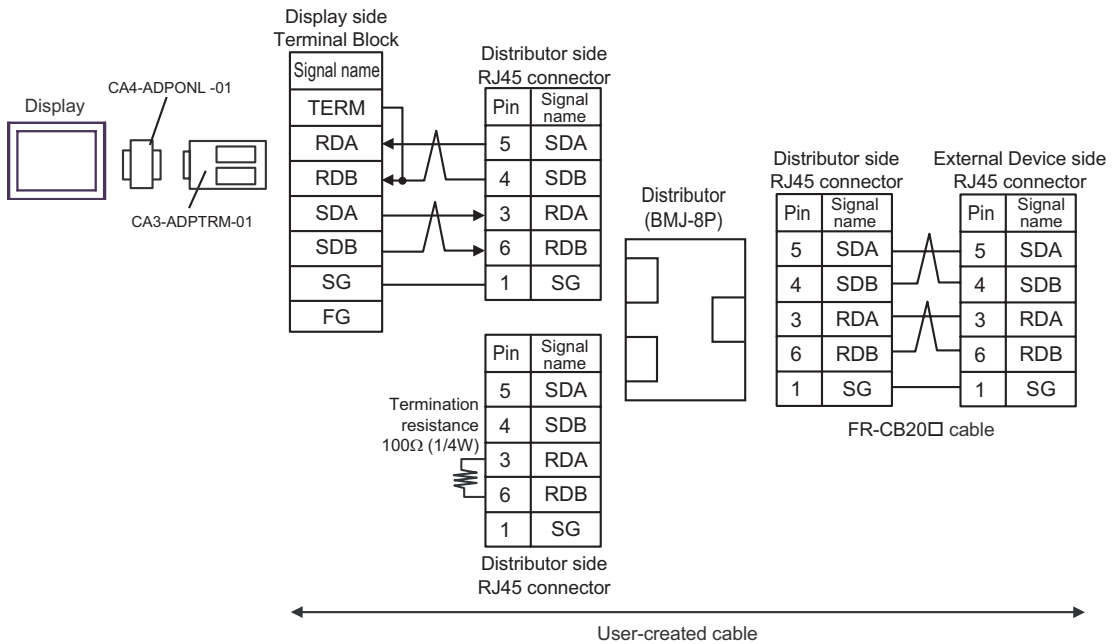 Display
CA4-ADPONL -01
CA3-ADPTRM-01
Display side
Terminal Block
Signal name
TERM
RDA
RDB
SDA
SDB
SG
FG
Distributor side
RJ45 connector
Pin Signal name
5 SDA
4 SDB
3 RDA
6 RDB
1 SG
Termination
resistance
100Ω (1/4W)
Pin Signal name
5 SDA
4 SDB
3 RDA
6 RDB
1 SG
Distributor side
RJ45 connector
Distributor
(BMJ-8P)
Distributor side
RJ45 connector
Pin Signal name
5 SDA
4 SDB
3 RDA
6 RDB
1 SG
External Device side
RJ45 connector
Pin Signal name
5 SDA
4 SDB
3 RDA
6 RDB
1 SG
FR-CB20□ cable
User-created cable